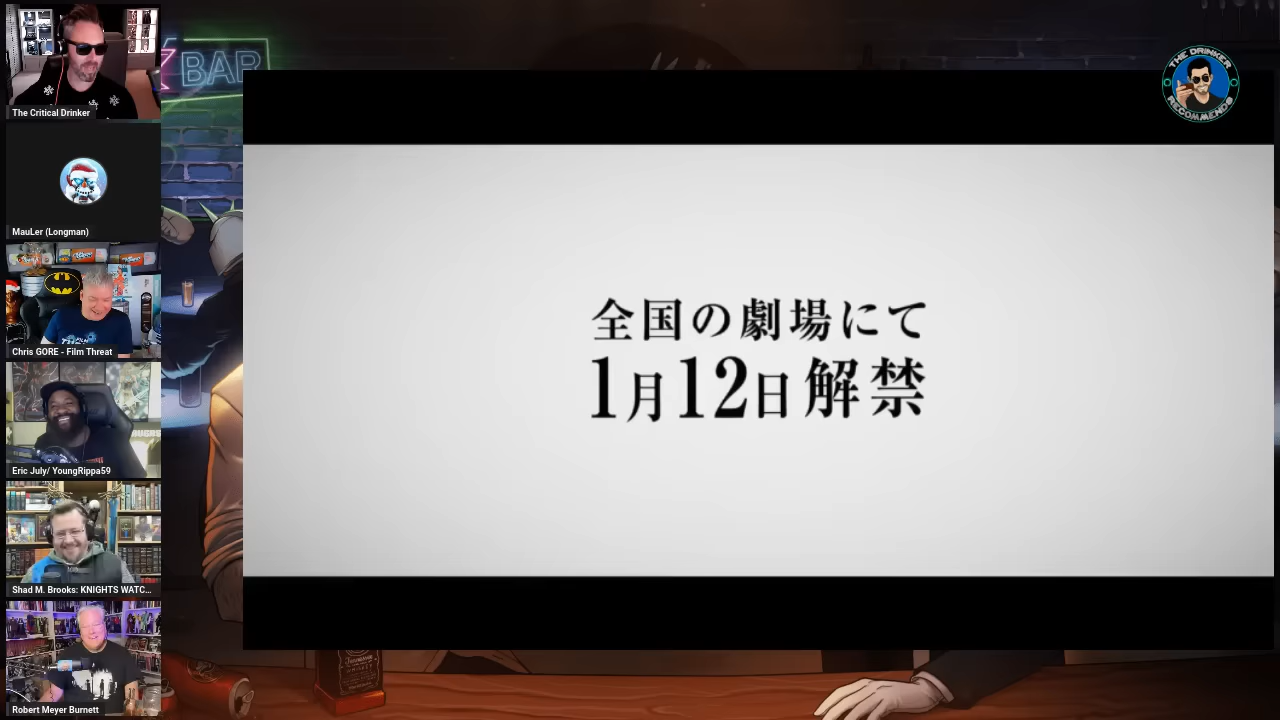 The Critical Drinker
MauLer (Longman)
Chris GORE - Film Threat
Eric July/ YoungRippa59
Shad M. Brooks: KNIGHTS WATC...
Robert Meyer Burnett
BAR
THE DRINKER
RECOMMENDS
全国の劇場にて
1月12日解禁